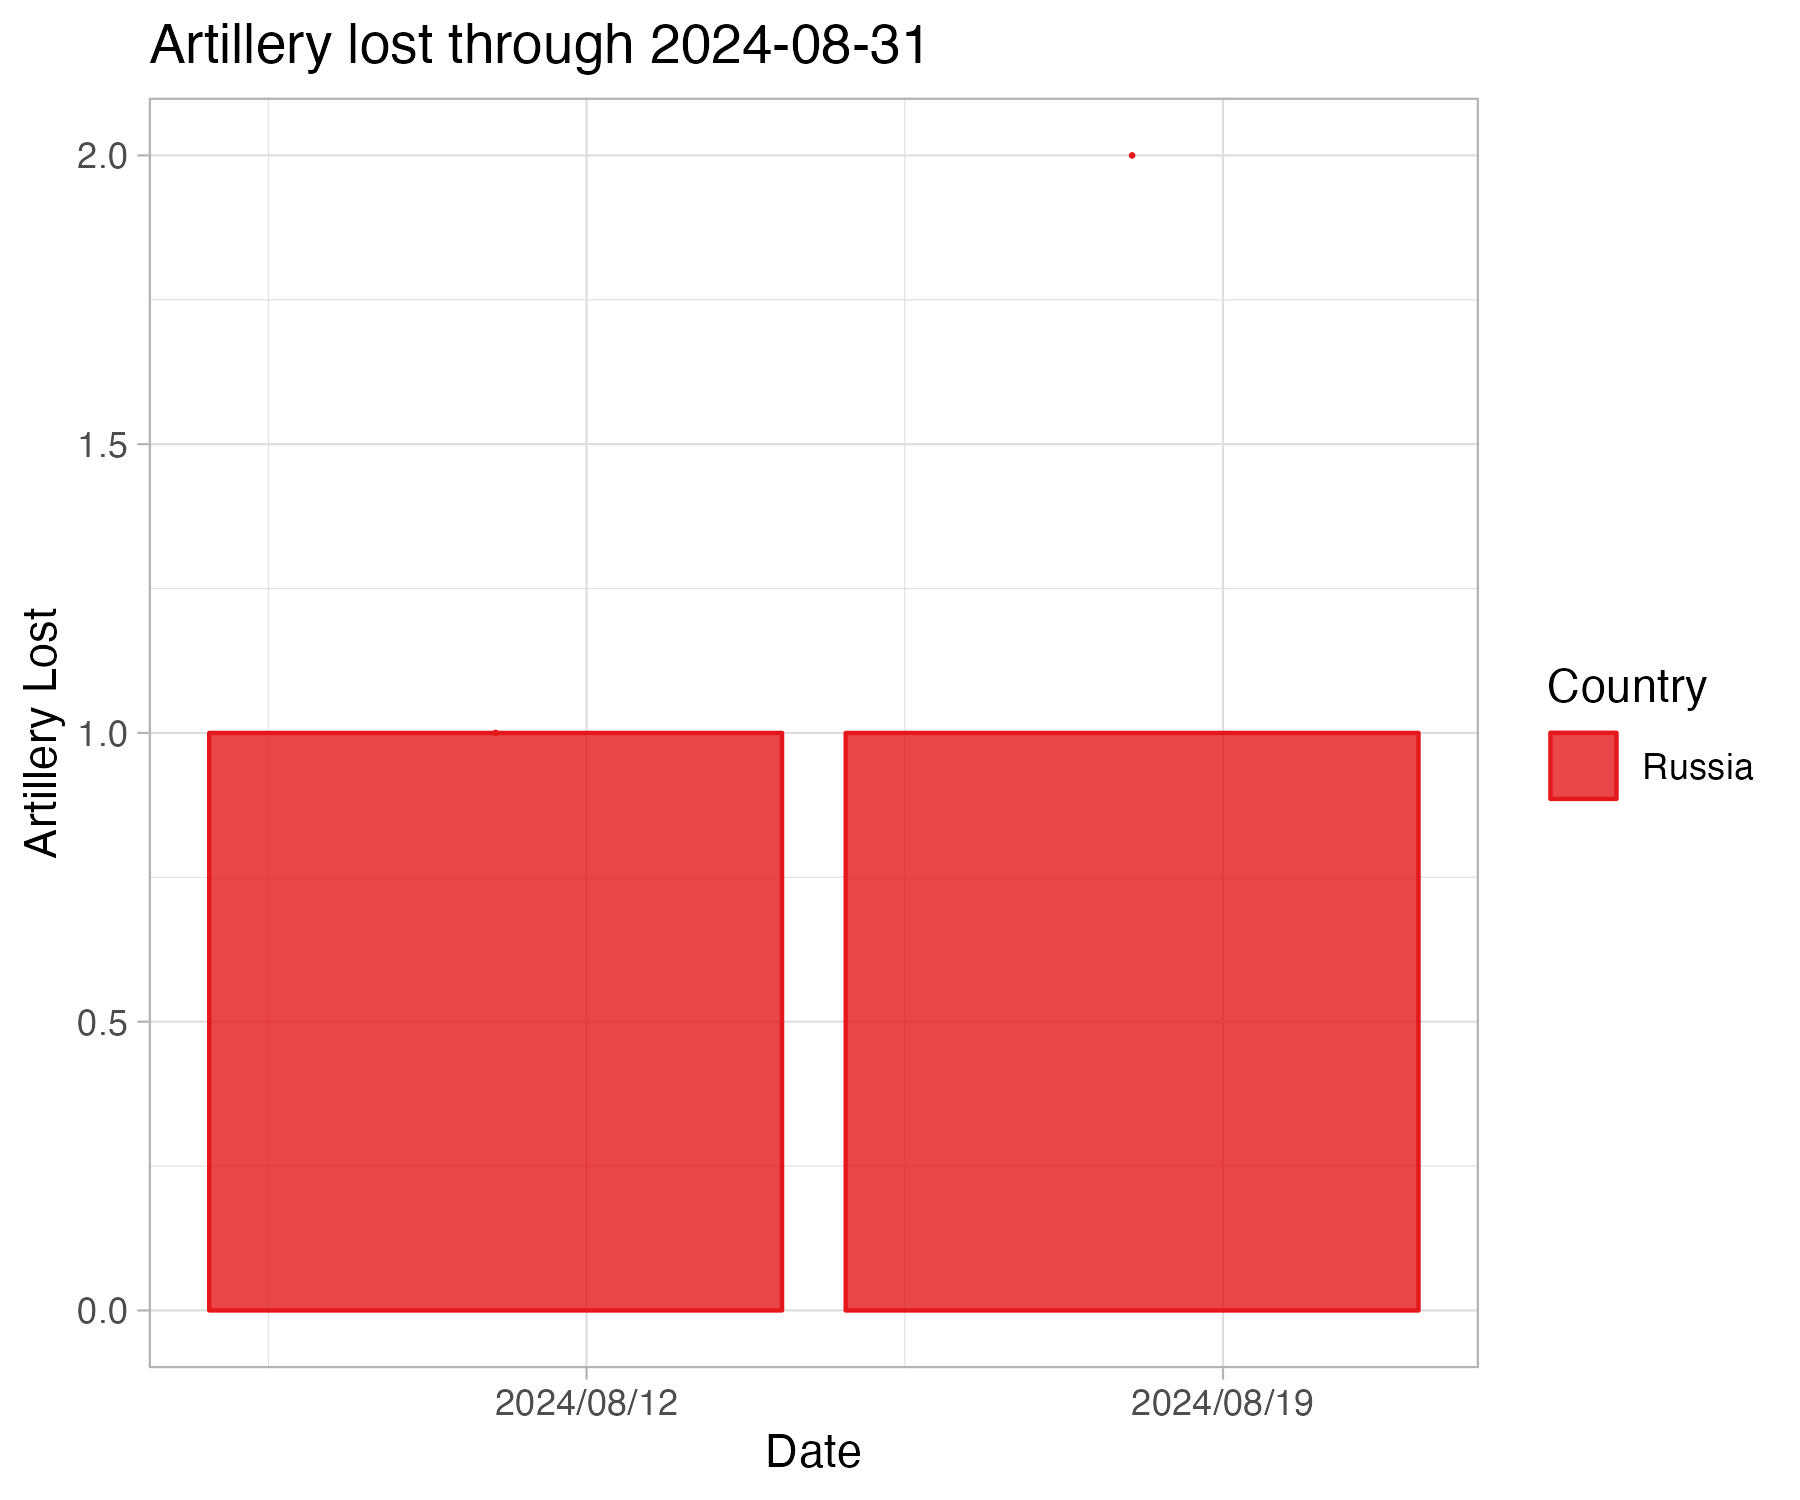 Artillery lost through 2024-08-31
Artillery Lost
2.0
1.5
1.0
0.5
0.0
2024/08/12
2024/08/19
Date
Country
Russia